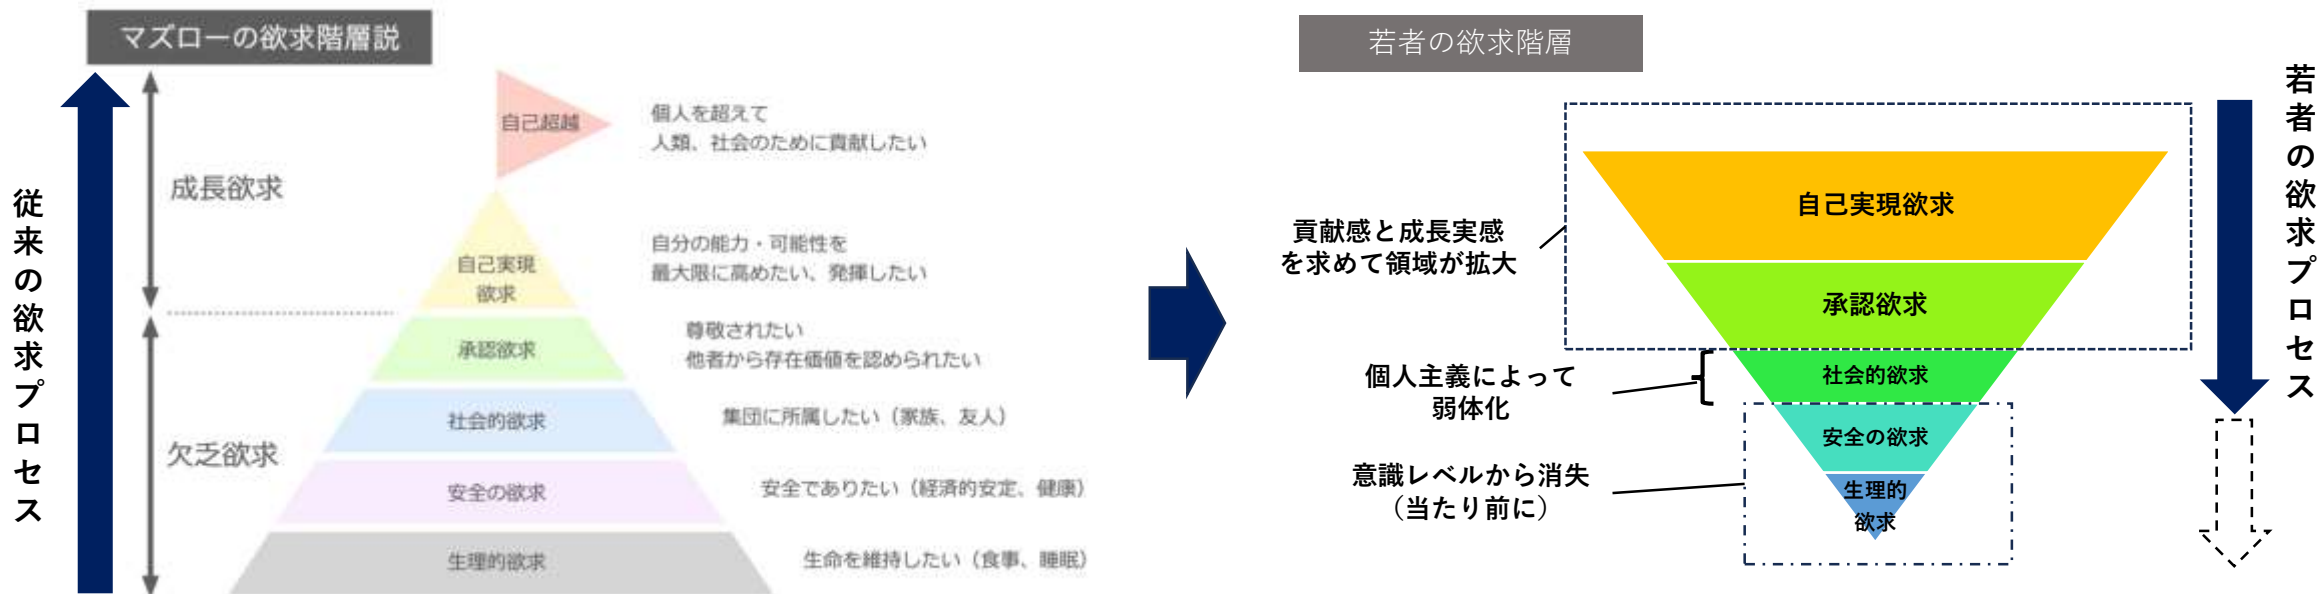 マズローの欲求階層説
従来の欲求プロセス
成長欲求
欠乏欲求
自己超越
個人を超えて
人類、社会のために貢献したい
自己実現
欲求
自分の能力・可能性を
最大限に高めたい、発揮したい
承認欲求
尊敬されたい
他者から存在価値を認められたい
社会的欲求
集団に所属したい（家族、友人）
安全の欲求
安全でありたい（経済的安定、健康）
生理的欲求
生命を維持したい（食事、睡眠）
若者の欲求階層
若者の欲求プロセス
貢献感と成長実感
を求めて領域が拡大
自己実現欲求
承認欲求
個人主義によって
弱体化
社会的欲求
意識レベルから消失
（当たり前に）
安全の欲求
生理的
欲求